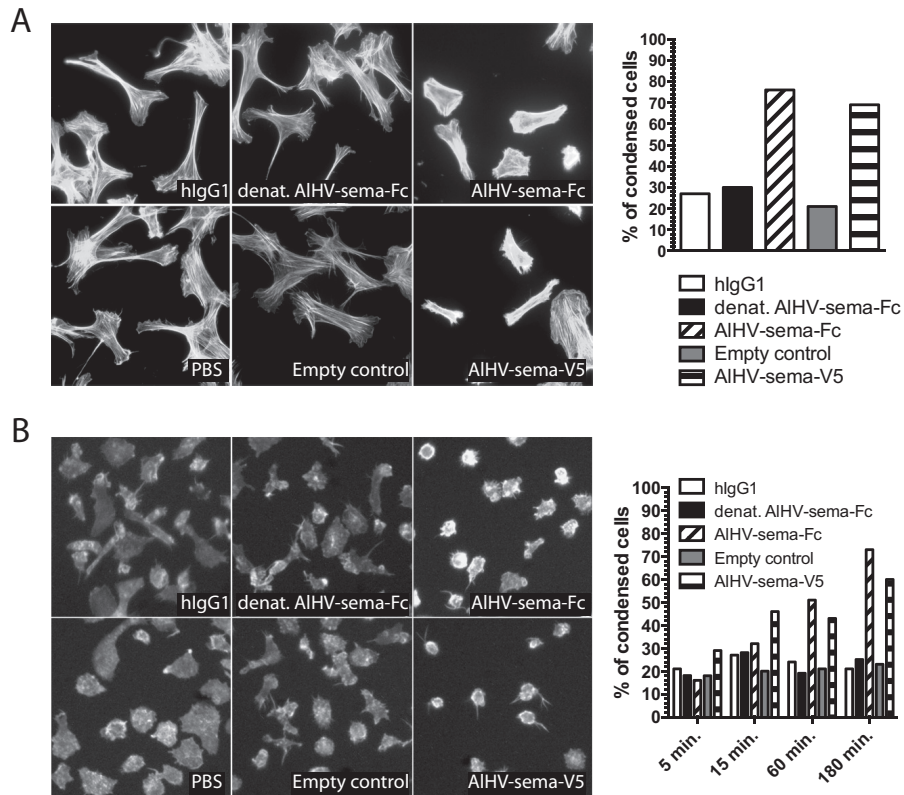 A
hIgG1
denat. AlHV-sema-Fc
AlHV-sema-Fc
PBS
Empty control
AlHV-sema-V5
% of condensed cells
100
90
80
70
60
50
40
30
20
10
0
hIgG1
denat. AlHV-sema-Fc
AlHV-sema-Fc
Empty control
AlHV-sema-V5
B
hIgG1
denat. AlHV-sema-Fc
AlHV-sema-Fc
PBS
Empty control
AlHV-sema-V5
% of condensed cells
100
90
80
70
60
50
40
30
20
10
0
hIgG1
denat. AlHV-sema-Fc
AlHV-sema-Fc
Empty control
AlHV-sema-V5
5 min.
15 min.
60 min.
180 min.